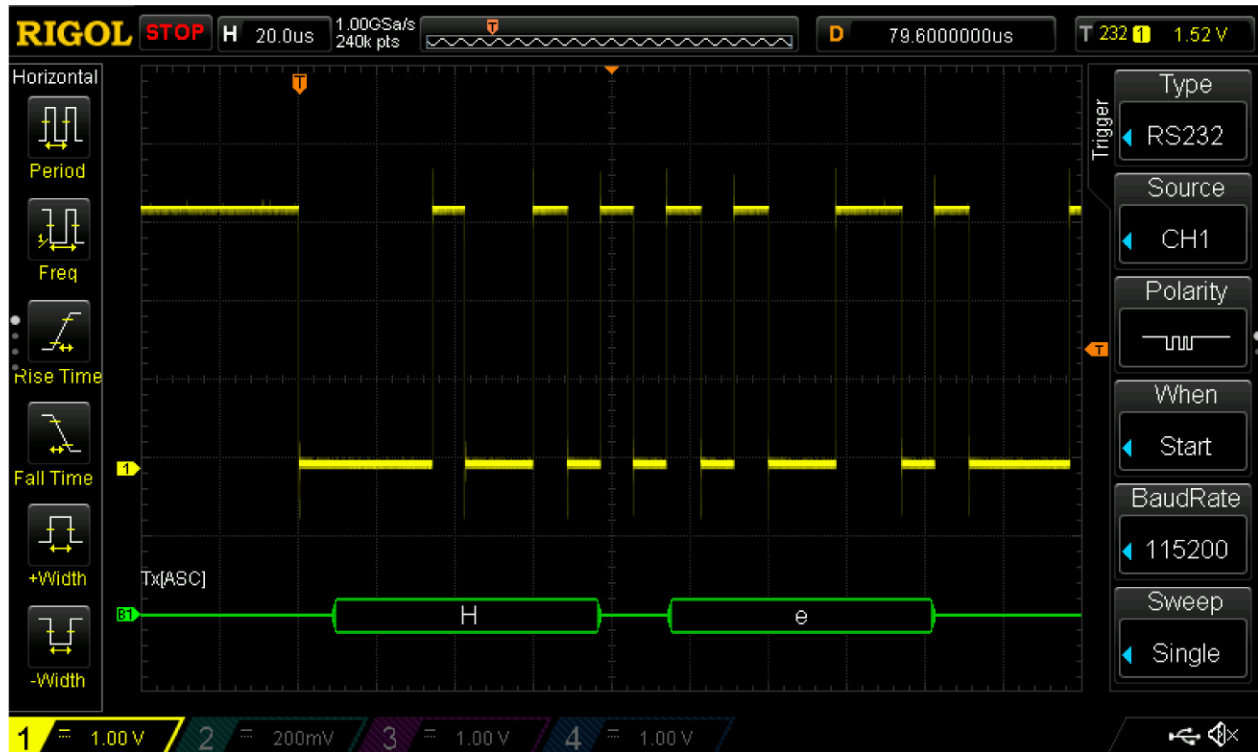 RIGOL STOP H 20.0us 1.00GSa/s 240k pts T D 79.6000000us T 232 1 1.52 V
Horizontal
Period
Freq
Rise Time
Fall Time
+Width
-Width
T
T
1
Tx[ASC]
B1 H e
Trigger
Type
RS232
Source
CH1
Polarity
When
Start
BaudRate
115200
Sweep
Single
1 = 1.00 V 2 = 200mV 3 = 1.00 V 4 = 1.00 V